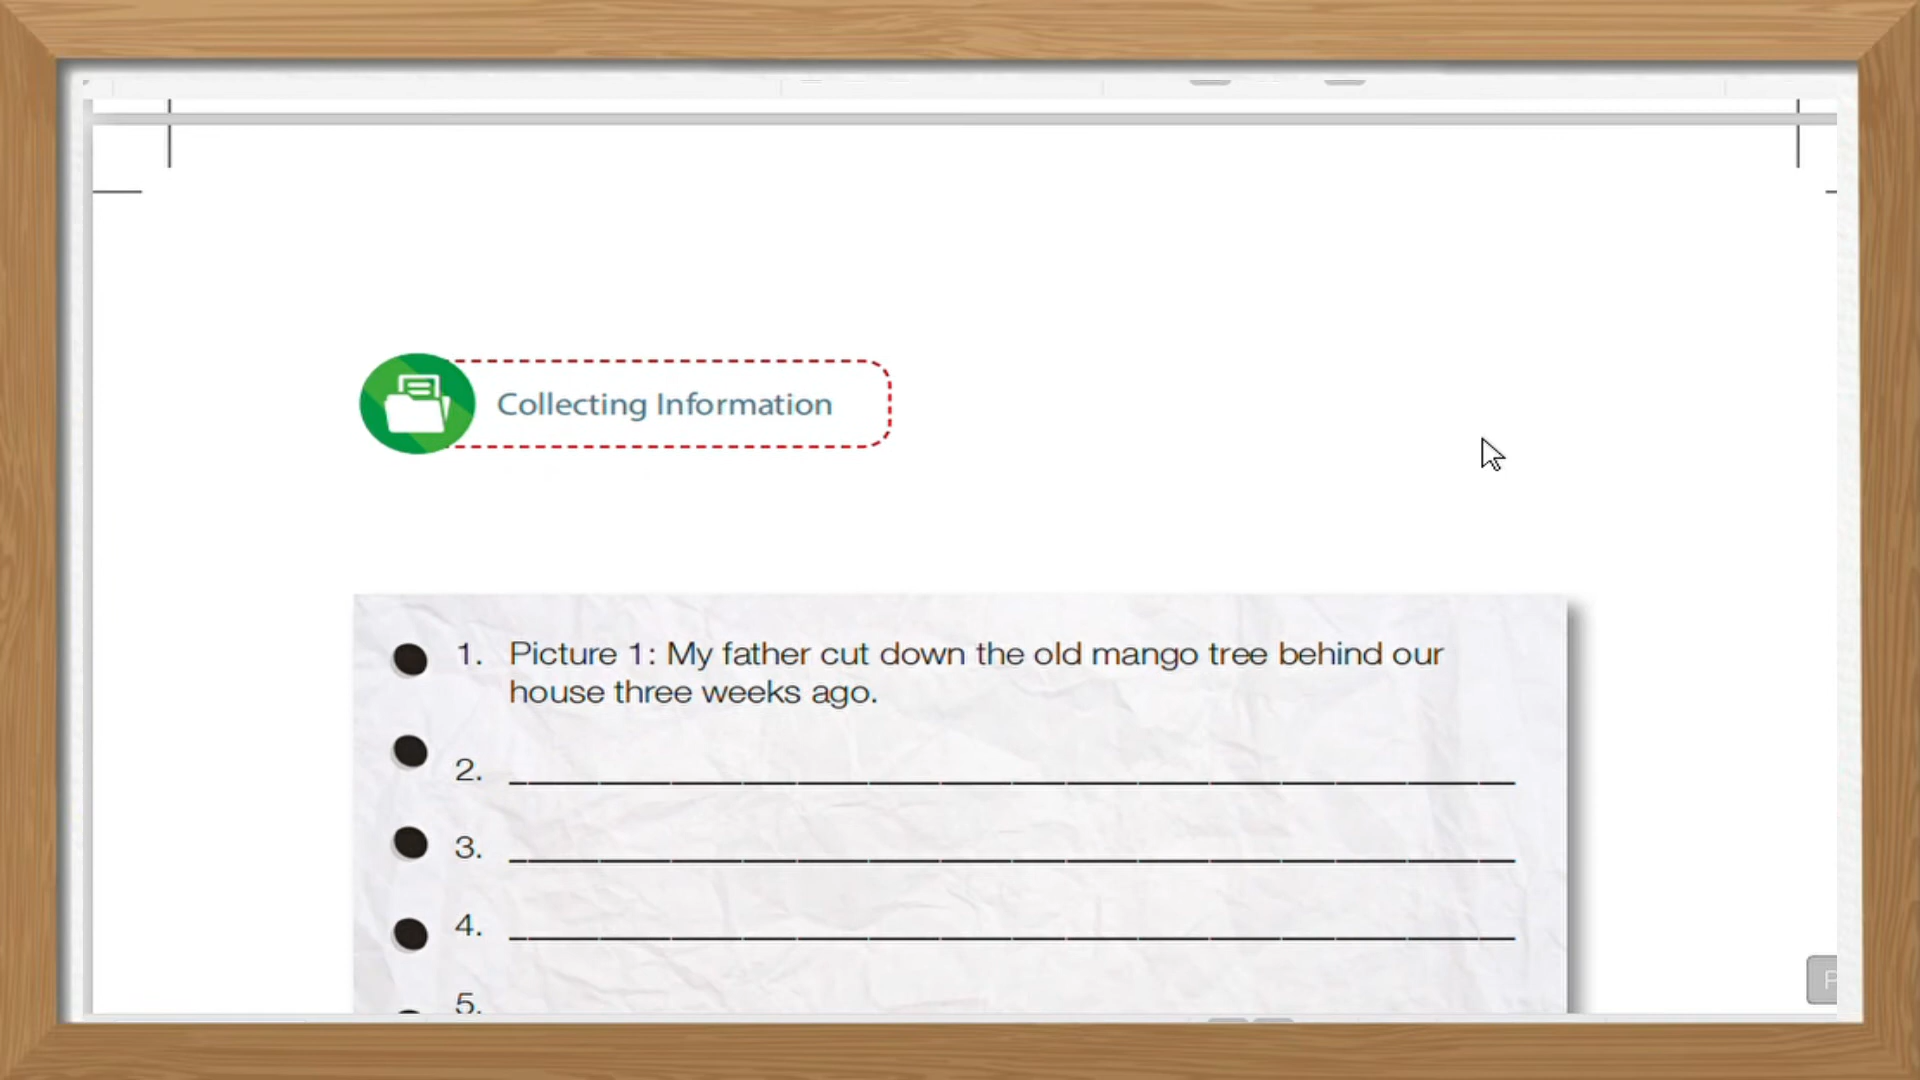 Collecting Information
1. Picture 1: My father cut down the old mango tree behind our
house three weeks ago.
2.
3.
4.
5.